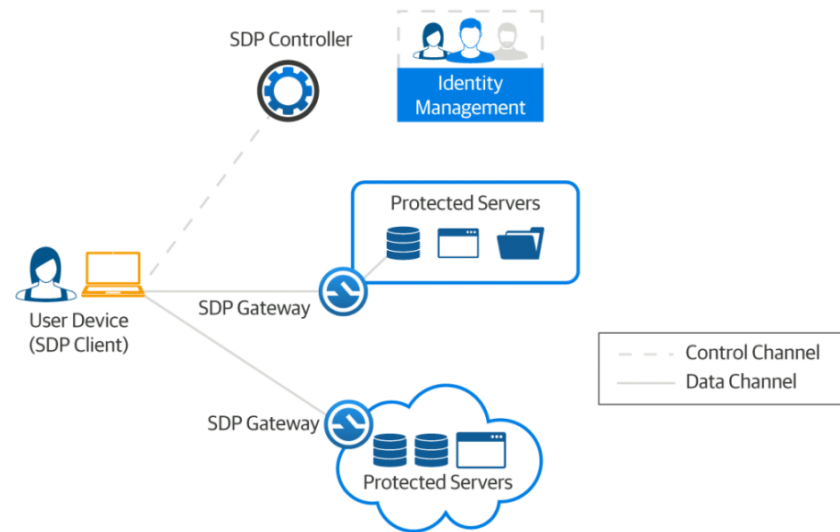 SDP Controller
Identity
Management
Protected Servers
SDP Gateway
User Device
(SDP Client)
Control Channel
Data Channel
SDP Gateway
Protected Servers